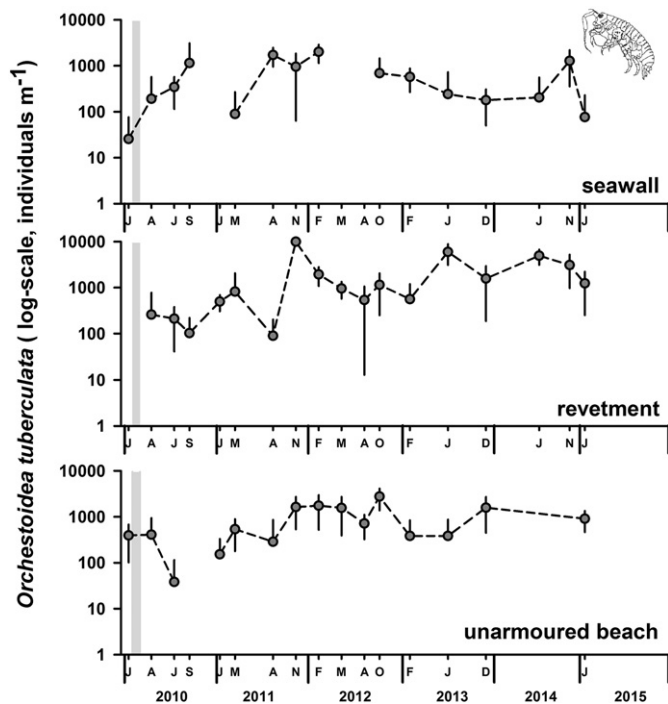 Orchestoidea tuberculata ( log-scale, individuals m-1)
10000
1000
100
10
1
seawall
J A J S J M A N F M A O F J D J N J
10000
1000
100
10
1
revetment
J A J S J M A N F M A O F J D J N J
10000
1000
100
10
1
unarmoured beach
J A J S J M A N F M A O F J D J N J
2010 2011 2012 2013 2014 2015